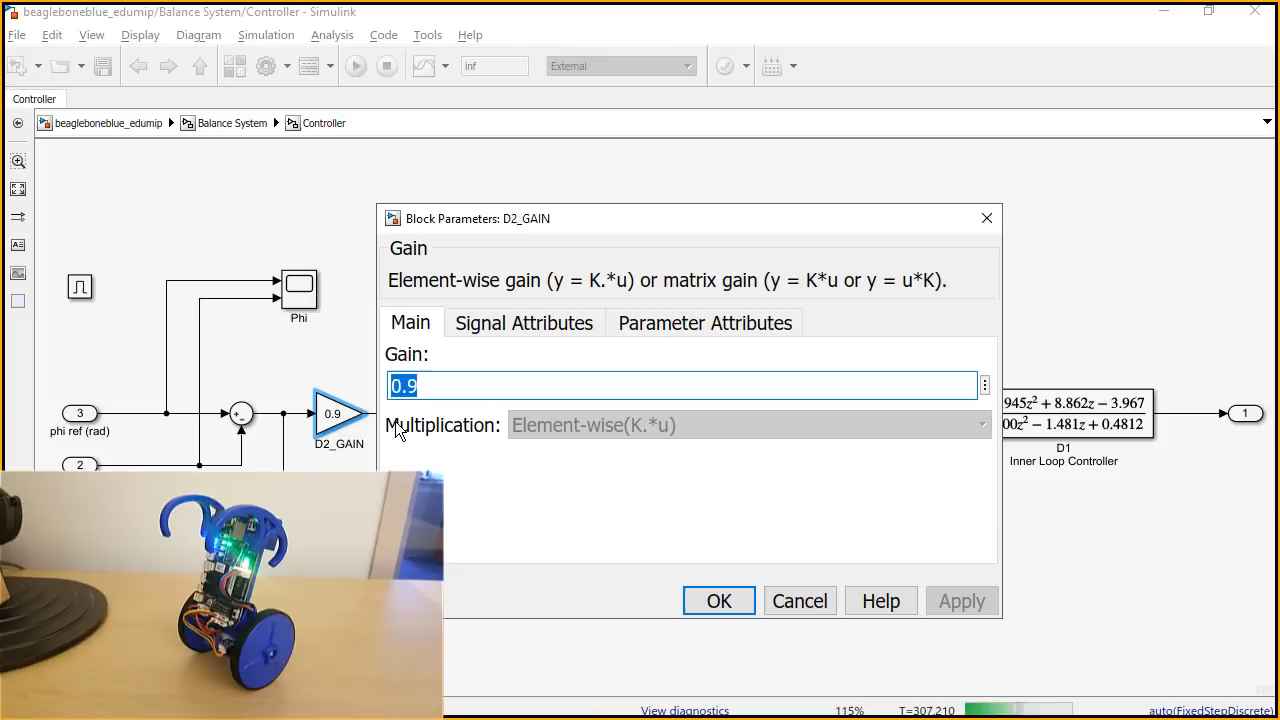 beagleboneblue_edumip/Balance System/Controller - Simulink
File Edit View Display Diagram Simulation Analysis Code Tools Help
inf
External
Controller
beagleboneblue_edumip
Balance System
Controller
Block Parameters: D2_GAIN
Gain
Element-wise gain (y = K.*u) or matrix gain (y = K*u or y = u*K).
Main
Signal Attributes
Parameter Attributes
Gain:
0.9
Multiplication:
Element-wise(K.*u)
OK
Cancel
Help
Apply
Phi
3
phi ref (rad)
+
-
0.9
D2_GAIN
2
945z² + 8.862z − 3.967
00z² − 1.481z + 0.4812
D1
Inner Loop Controller
1
View diagnostics
115%
T=307.210
auto(FixedStepDiscrete)